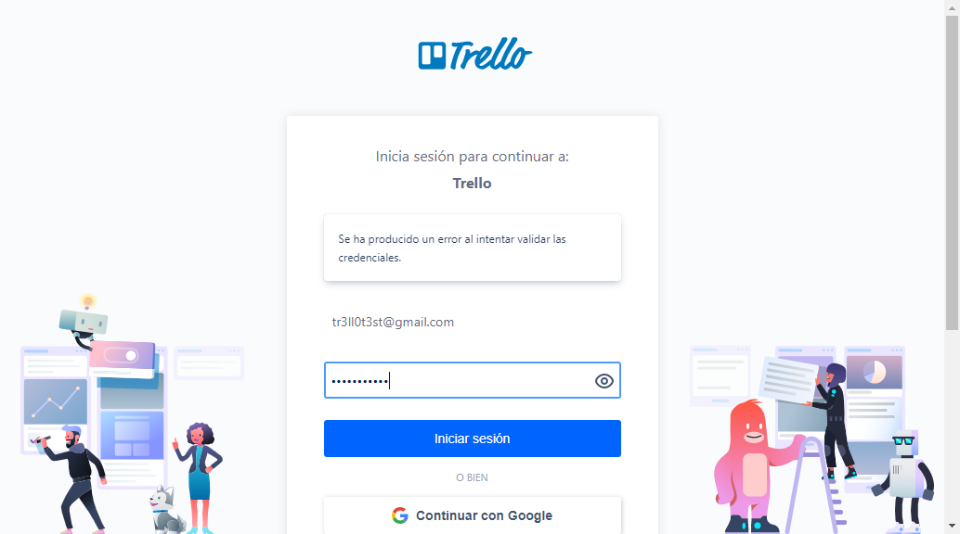 Trello
Inicia sesión para continuar a:
Trello
Se ha producido un error al intentar validar las
credenciales.
tr3ll0t3st@gmail.com
•••••••••••
Iniciar sesión
O BIEN
Continuar con Google